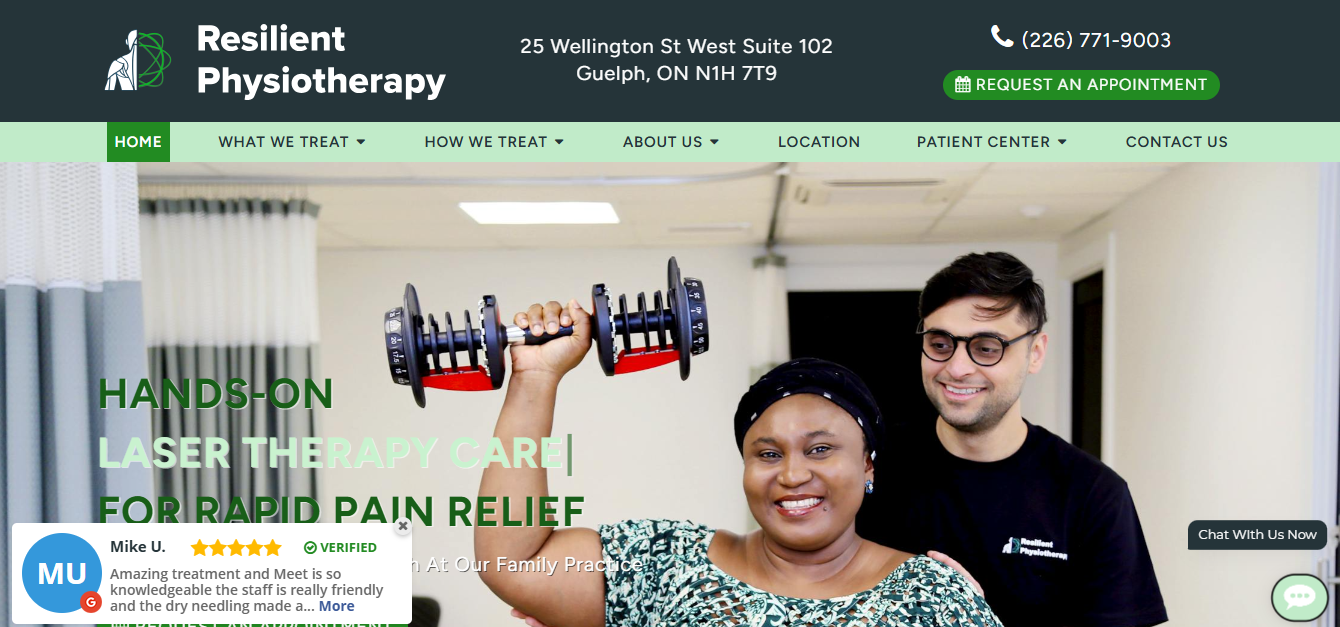 Resilient
Physiotherapy
25 Wellington St West Suite 102
Guelph, ON N1H 7T9
(226) 771-9003
REQUEST AN APPOINTMENT
HOME
WHAT WE TREAT
HOW WE TREAT
ABOUT US
LOCATION
PATIENT CENTER
CONTACT US
HANDS-ON
LASER THERAPY CARE|
FOR RAPID PAIN RELIEF
At Our Family Practice
Mike U.
VERIFIED
MU
G
Amazing treatment and Meet is so
knowledgeable the staff is really friendly
and the dry needling made a... More
Resilient
Physiotherapy
Chat WIth Us Now